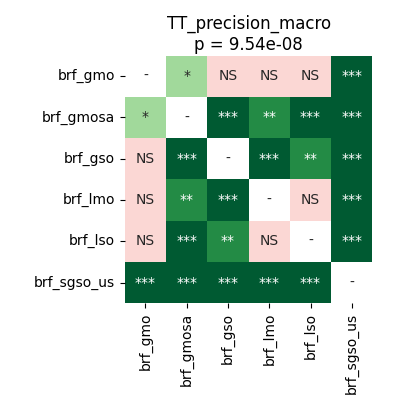 TT_precision_macro
p = 9.54e-08
brf_gmo - * NS NS NS ***
brf_gmosa * - *** ** *** ***
brf_gso NS *** - *** ** ***
brf_lmo NS ** *** - NS ***
brf_lso NS *** ** NS - ***
brf_sgso_us *** *** *** *** *** -
brf_gmo brf_gmosa brf_gso brf_lmo brf_lso brf_sgso_us